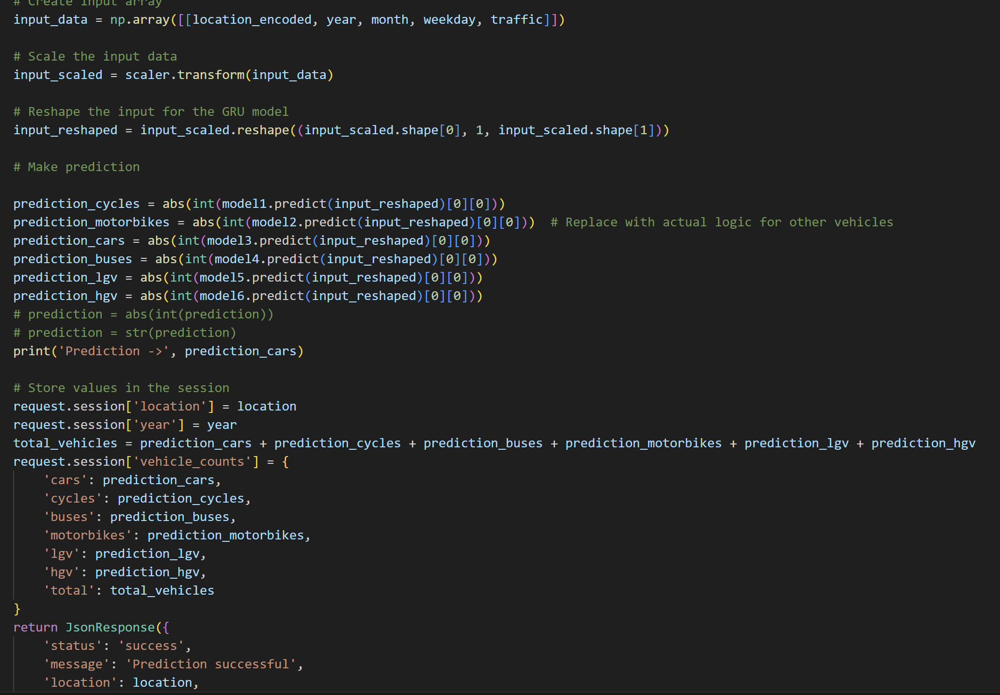 # Create input array
input_data = np.array([[location_encoded, year, month, weekday, traffic]])
# Scale the input data
input_scaled = scaler.transform(input_data)
# Reshape the input for the GRU model
input_reshaped = input_scaled.reshape((input_scaled.shape[0], 1, input_scaled.shape[1]))
# Make prediction
prediction_cycles = abs(int(model1.predict(input_reshaped)[0][0]))
prediction_motorbikes = abs(int(model2.predict(input_reshaped)[0][0]))  # Replace with actual logic for other vehicles
prediction_cars = abs(int(model3.predict(input_reshaped)[0][0]))
prediction_buses = abs(int(model4.predict(input_reshaped)[0][0]))
prediction_lgv = abs(int(model5.predict(input_reshaped)[0][0]))
prediction_hgv = abs(int(model6.predict(input_reshaped)[0][0]))
# prediction = abs(int(prediction))
# prediction = str(prediction)
print('Prediction ->', prediction_cars)
# Store values in the session
request.session['location'] = location
request.session['year'] = year
total_vehicles = prediction_cars + prediction_cycles + prediction_buses + prediction_motorbikes + prediction_lgv + prediction_hgv
request.session['vehicle_counts'] = {
    'cars': prediction_cars,
    'cycles': prediction_cycles,
    'buses': prediction_buses,
    'motorbikes': prediction_motorbikes,
    'lgv': prediction_lgv,
    'hgv': prediction_hgv,
    'total': total_vehicles
}
return JsonResponse({
    'status': 'success',
    'message': 'Prediction successful',
    'location': location,